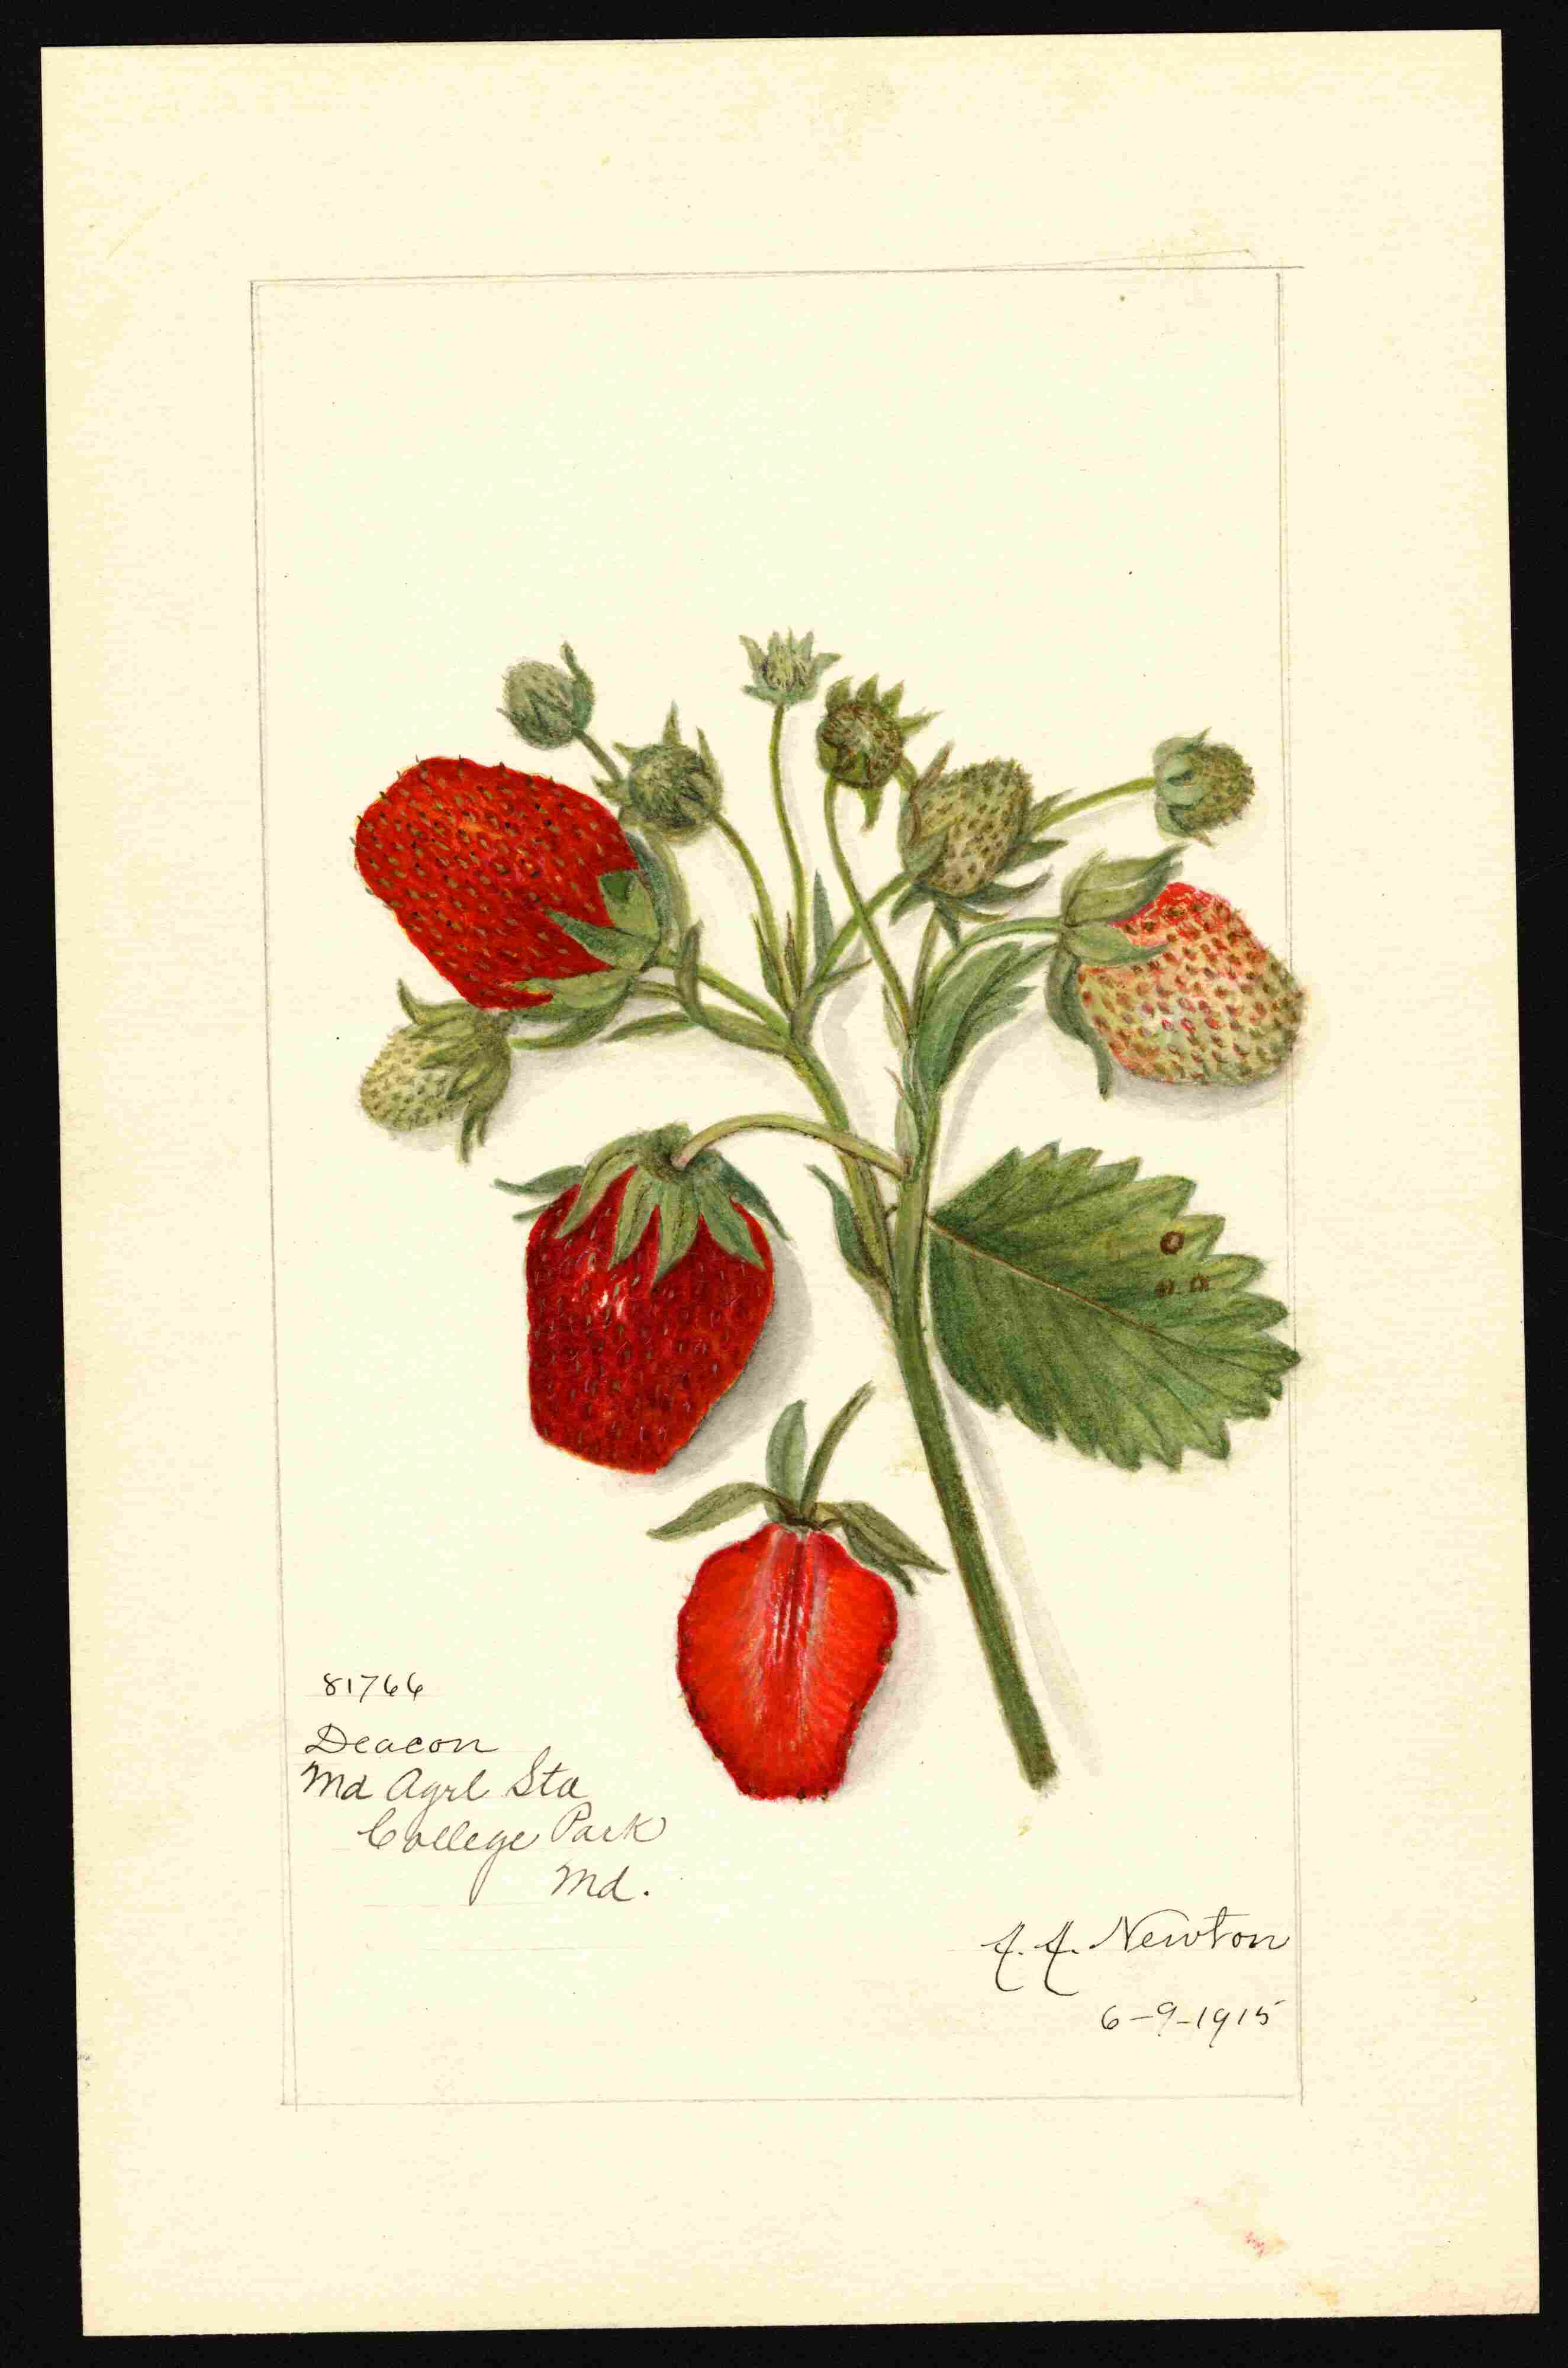 81766
Deacon
Md Agrl Sta
College Park
Md.
A. A. Newton
6-9-1915